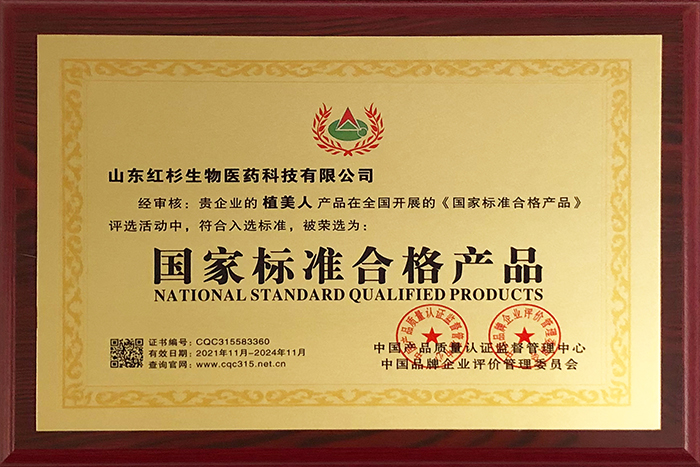 山东红杉生物医药科技有限公司
经审核：贵企业的 植美人 产品在全国开展的《国家标准合格产品》
评选活动中，符合入选标准，被荣选为：
国家标准合格产品
NATIONAL STANDARD QUALIFIED PRODUCTS
证书编号：CQC315583360
有效日期：2021年11月-2024年11月
查询官网：www.cqc315.net.cn
中国产品质量认证监督管理中心
中国品牌企业评价管理委员会